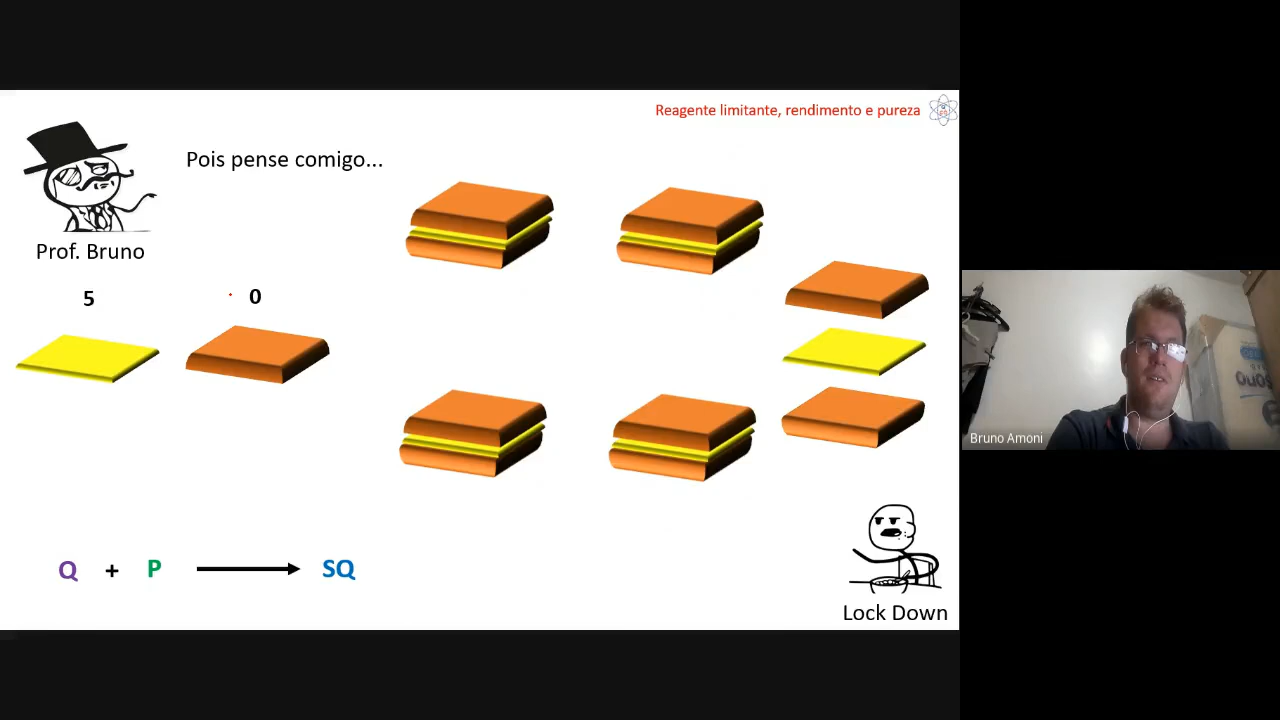 Reagente limitante, rendimento e pureza
Pois pense comigo...
Prof. Bruno
5
0
Q + P SQ
Lock Down
Bruno Amoni